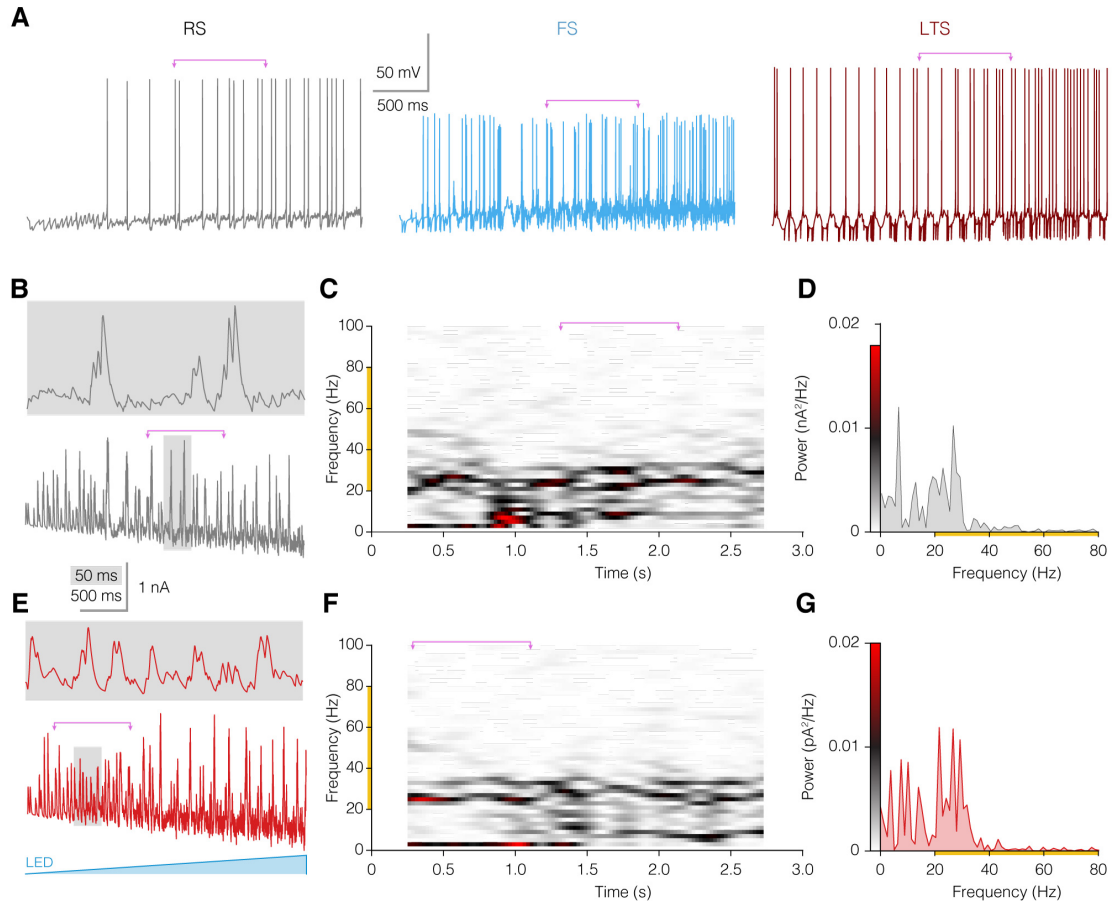 A
RS
FS
LTS
50 mV
500 ms
B
C
D
100
80
60
40
20
0
Frequency (Hz)
0
0.5
1.0
1.5
2.0
2.5
3.0
Time (s)
0.02
0.01
0
Power (nA²/Hz)
0
20
40
60
80
Frequency (Hz)
50 ms
500 ms
1 nA
E
F
G
100
80
60
40
20
0
Frequency (Hz)
0
0.5
1.0
1.5
2.0
2.5
3.0
Time (s)
0.02
0.01
0
Power (pA²/Hz)
0
20
40
60
80
Frequency (Hz)
LED